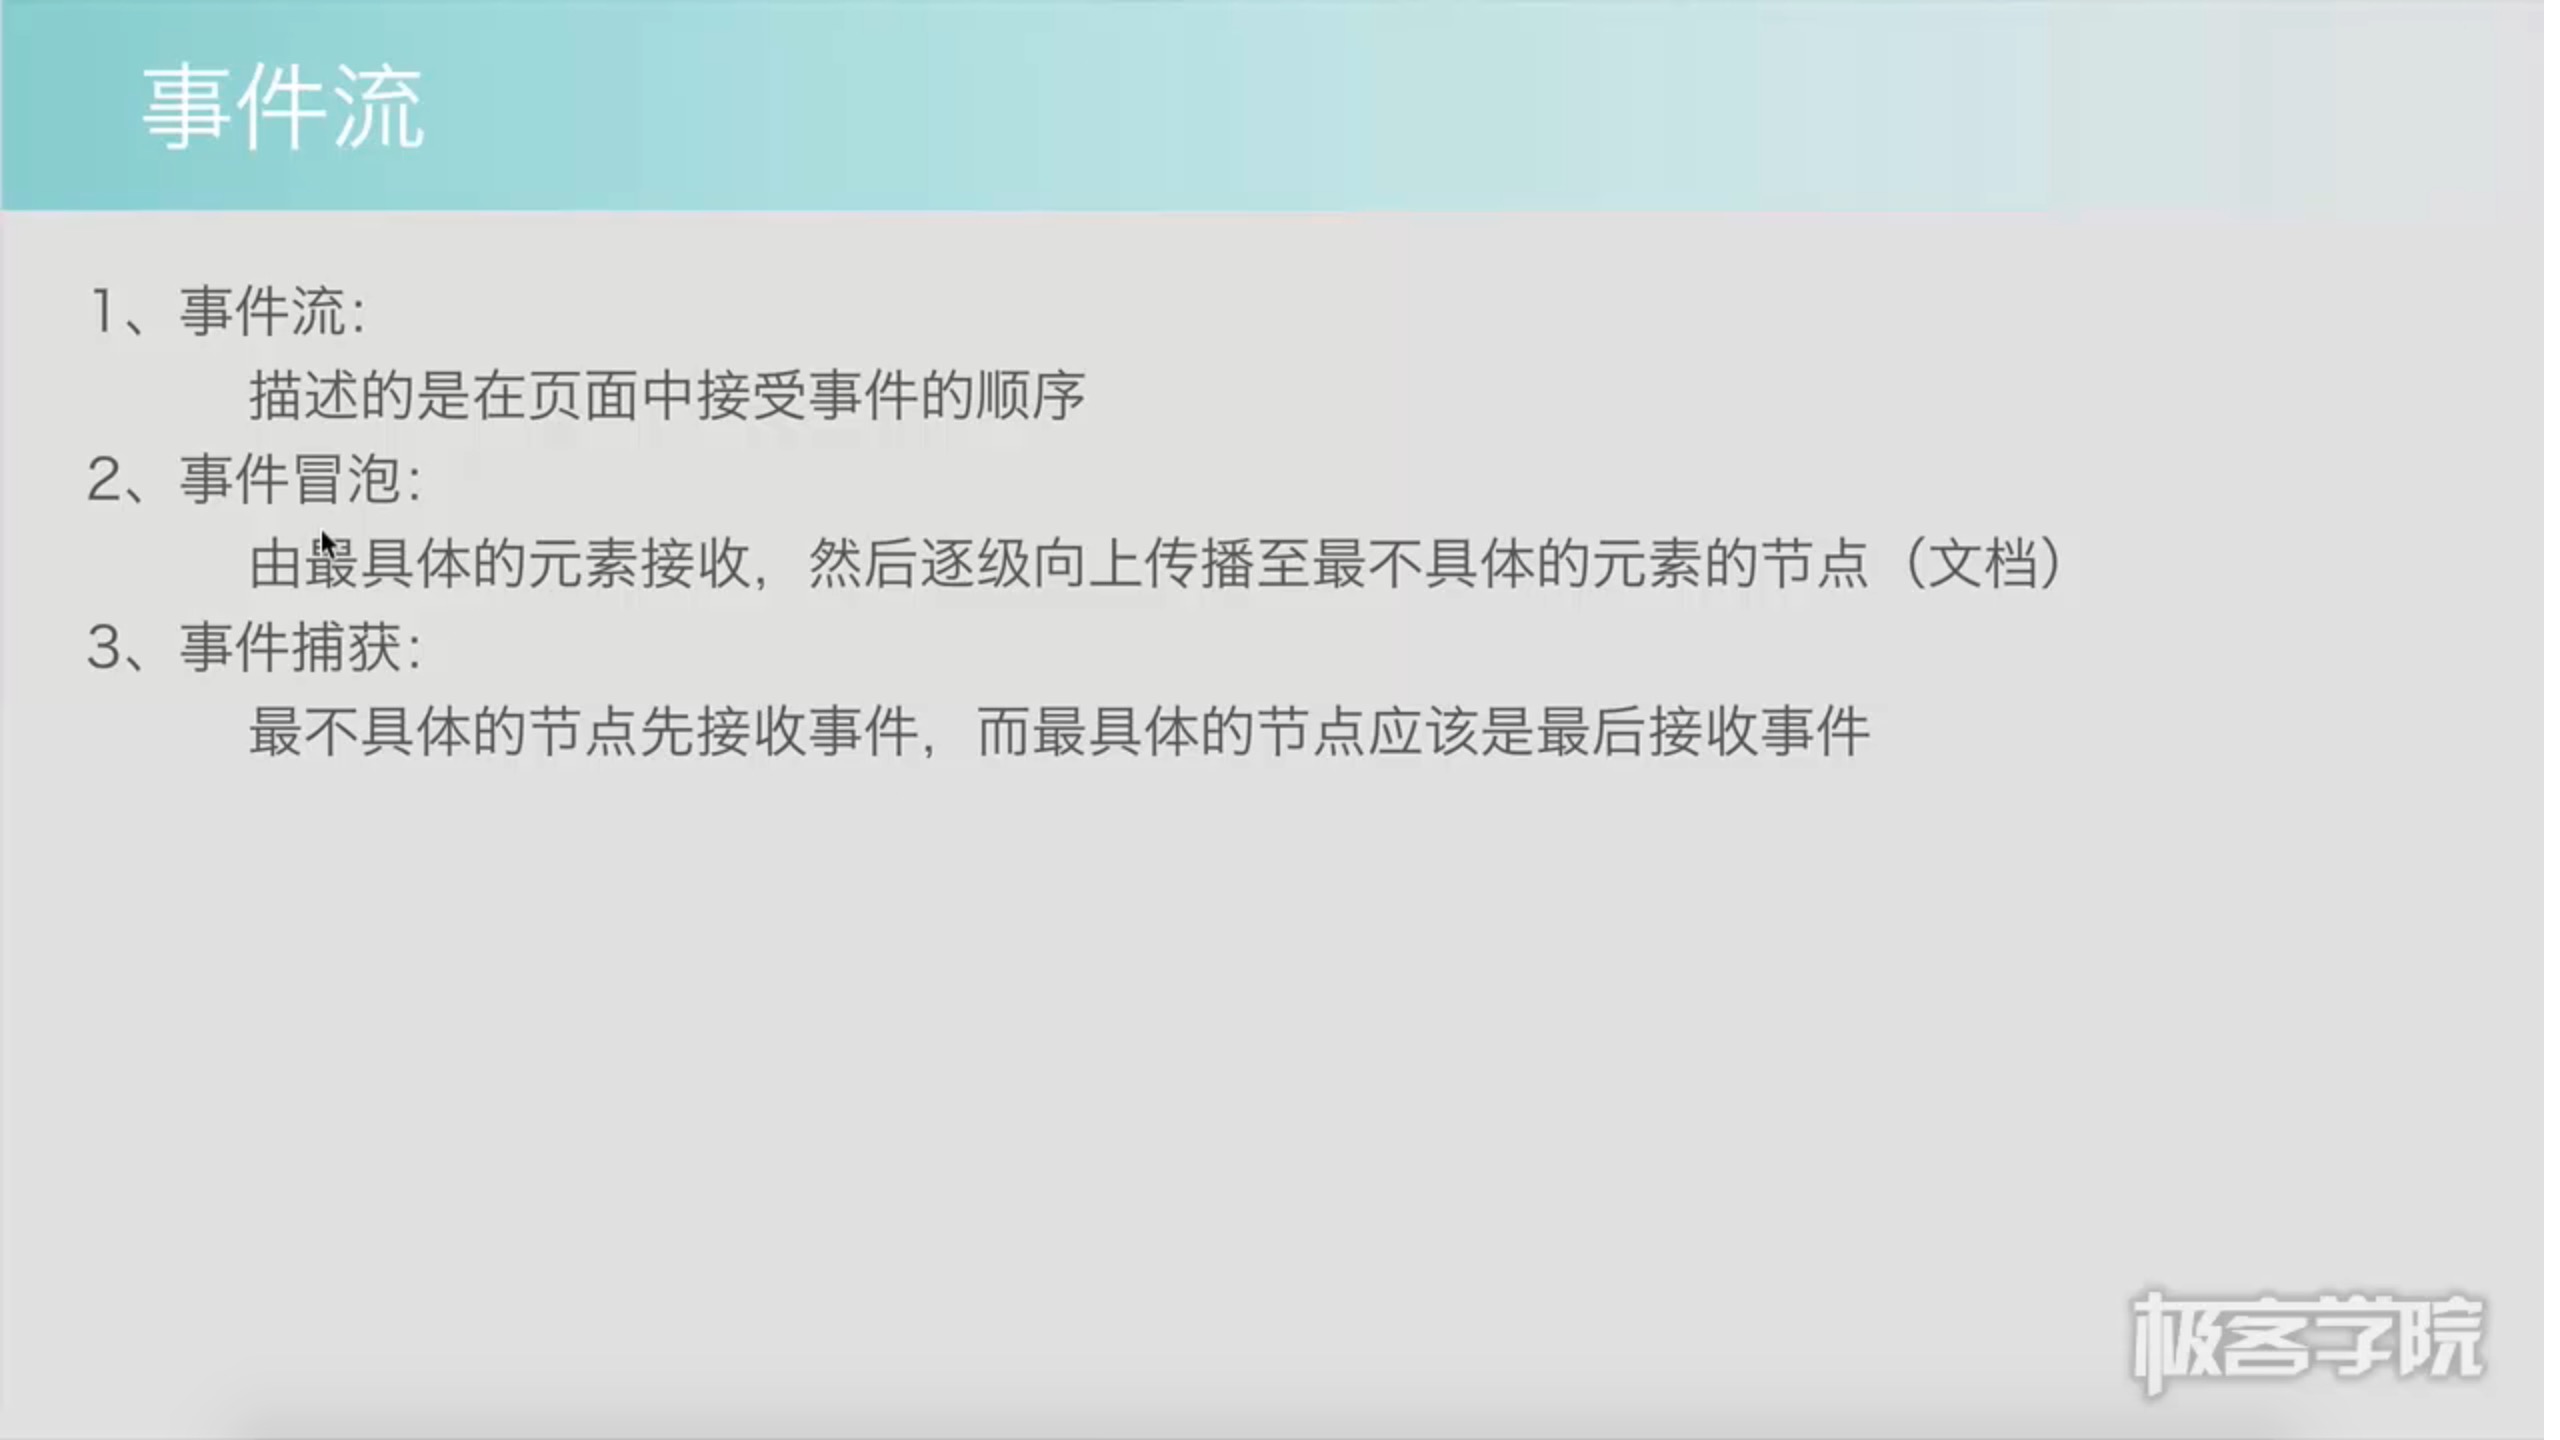 事件流
1、事件流：
描述的是在页面中接受事件的顺序
2、事件冒泡：
由最具体的元素接收，然后逐级向上传播至最不具体的元素的节点（文档）
3、事件捕获：
最不具体的节点先接收事件，而最具体的节点应该是最后接收事件
极客学院